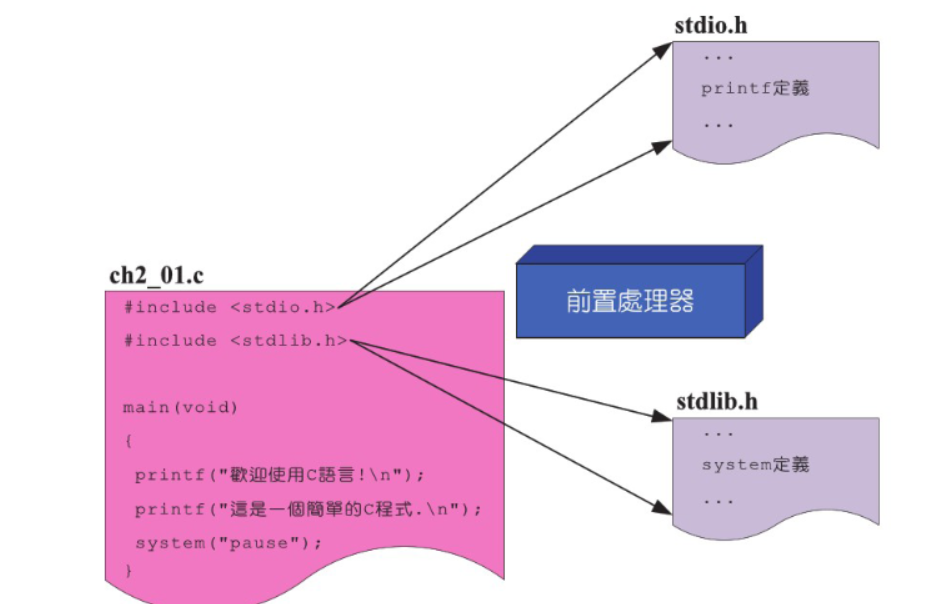 stdio.h
...
printf定義
...
ch2_01.c
#include <stdio.h>
#include <stdlib.h>
main(void)
{
printf("歡迎使用C語言!\n");
printf("這是一個簡單的C程式.\n");
system("pause");
}
前置處理器
stdlib.h
...
system定義
...